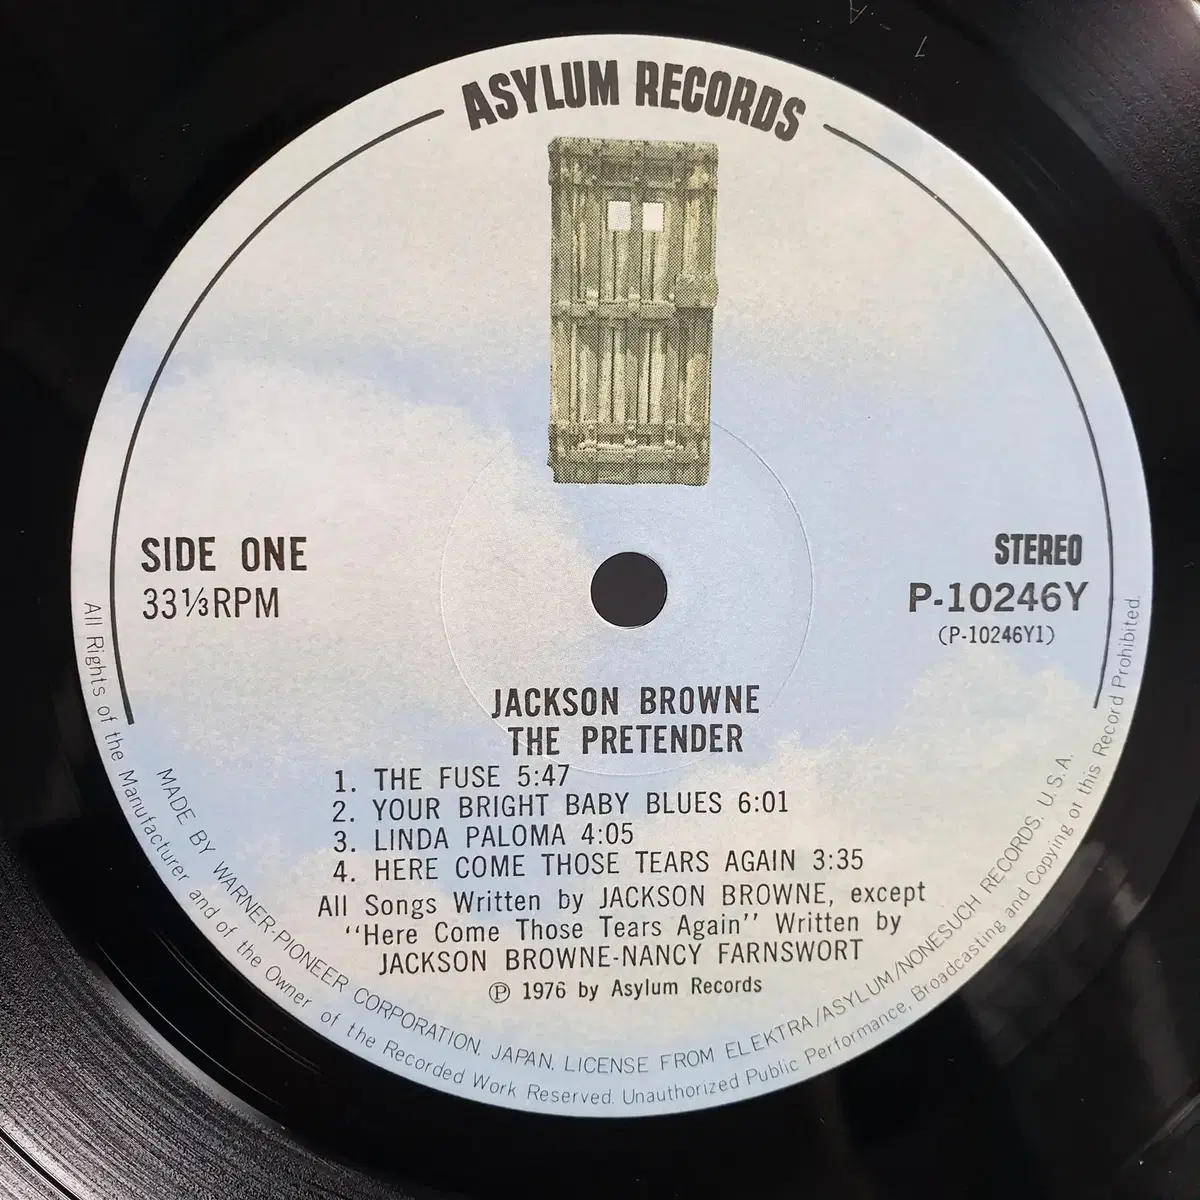 ASYLUM RECORDS
SIDE ONE
33⅓RPM
STEREO
P-10246Y
(P-10246Y1)
JACKSON BROWNE
THE PRETENDER
1. THE FUSE 5:47
2. YOUR BRIGHT BABY BLUES 6:01
3. LINDA PALOMA 4:05
4. HERE COME THOSE TEARS AGAIN 3:35
All Songs Written by JACKSON BROWNE, except
“Here Come Those Tears Again” Written by
JACKSON BROWNE-NANCY FARNSWORT
Ⓟ 1976 by Asylum Records
MADE BY WARNER-PIONEER CORPORATION, JAPAN, LICENSE FROM ELEKTRA/ASYLUM/NONESUCH RECORDS, U.S.A.
All Rights of the Manufacturer and of the Owner of the Recorded Work Reserved. Unauthorized Public Performance, Broadcasting and Copying of this Record Prohibited.